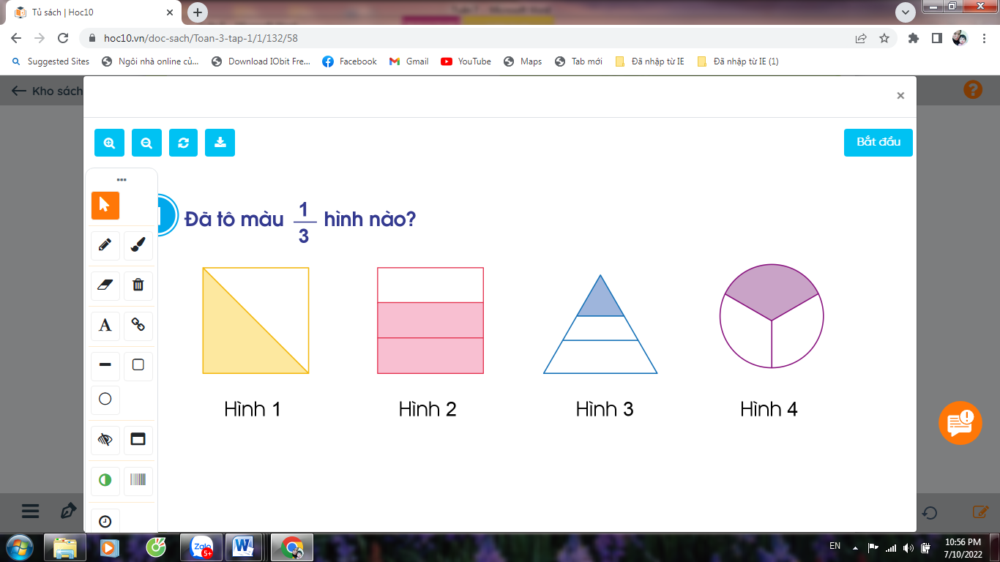 Tủ sách | Hoc10
hoc10.vn/doc-sach/Toan-3-tap-1/1/132/58
Suggested Sites
Ngôi nhà online củ...
Download IObit Fre...
Facebook
Gmail
YouTube
Maps
Tab mới
Đã nhập từ IE
Đã nhập từ IE (1)
Kho sách
Bắt đầu
Đã tô màu 1/3 hình nào?
Hình 1
Hình 2
Hình 3
Hình 4
A
Zalo
5+
W
EN
10:56 PM
7/10/2022